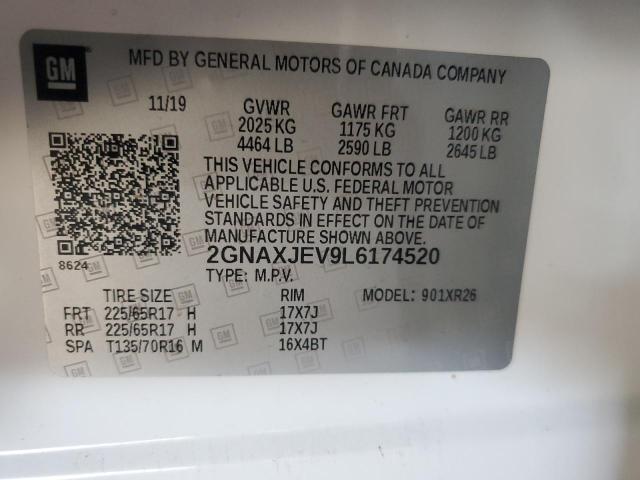 GM
MFD BY GENERAL MOTORS OF CANADA COMPANY
11/19 GVWR GAWR FRT GAWR RR
2025 KG 1175 KG 1200 KG
4464 LB 2590 LB 2645 LB
THIS VEHICLE CONFORMS TO ALL
APPLICABLE U.S. FEDERAL MOTOR
VEHICLE SAFETY AND THEFT PREVENTION
STANDARDS IN EFFECT ON THE DATE OF
MANUFACTURE SHOWN ABOVE.
8624 2GNAXJEV9L6174520
TYPE: M.P.V.
TIRE SIZE RIM MODEL: 901XR26
FRT 225/65R17 H 17X7J
RR 225/65R17 H 17X7J
SPA T135/70R16 M 16X4BT